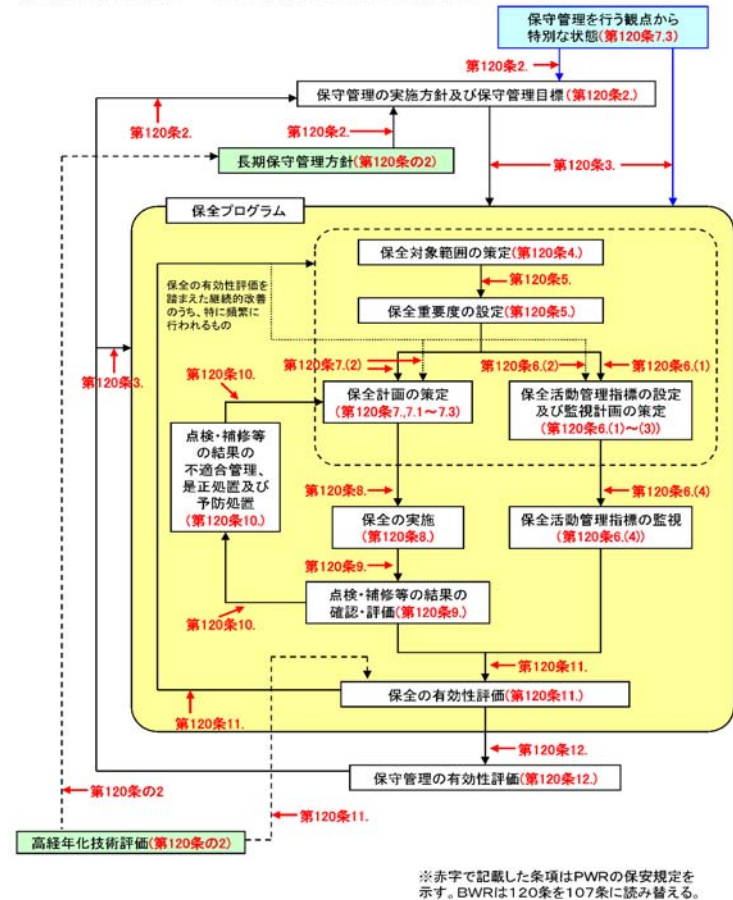 保守管理を行う観点から
特別な状態(第120条7.3)
第120条2.
保守管理の実施方針及び保守管理目標(第120条2.)
第120条2.
第120条2.
長期保守管理方針(第120条の2)
第120条3.
保全プログラム
保全対象範囲の策定(第120条4.)
第120条5.
保全の有効性評価を
踏まえた継続的改善
のうち、特に頻繁に
行われるもの
保全重要度の設定(第120条5.)
第120条3.
第120条10.
第120条7.(2)
第120条6.(2)
第120条6.(1)
保全計画の策定
(第120条7.,7.1～7.3)
保全活動管理指標の設定
及び監視計画の策定
(第120条6.(1)～(3))
点検・補修等
の結果の
不適合管理、
是正処置及び
予防処置
(第120条10.)
第120条8.
第120条6.(4)
保全の実施
(第120条8.)
保全活動管理指標の監視
(第120条6.(4))
第120条9.
点検・補修等の結果の
確認・評価(第120条9.)
第120条10.
第120条11.
保全の有効性評価(第120条11.)
第120条11.
第120条12.
保守管理の有効性評価(第120条12.)
第120条の2
第120条11.
高経年化技術評価(第120条の2)
※赤字で記載した条項はPWRの保安規定を
示す。BWRは120条を107条に読み替える。